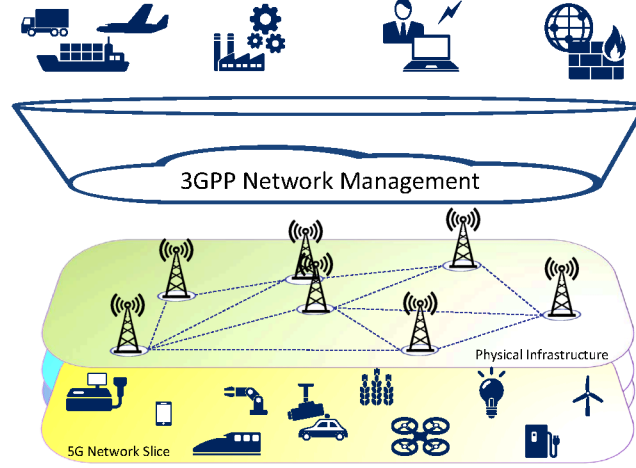 3GPP Network Management
Physical Infrastructure
5G Network Slice